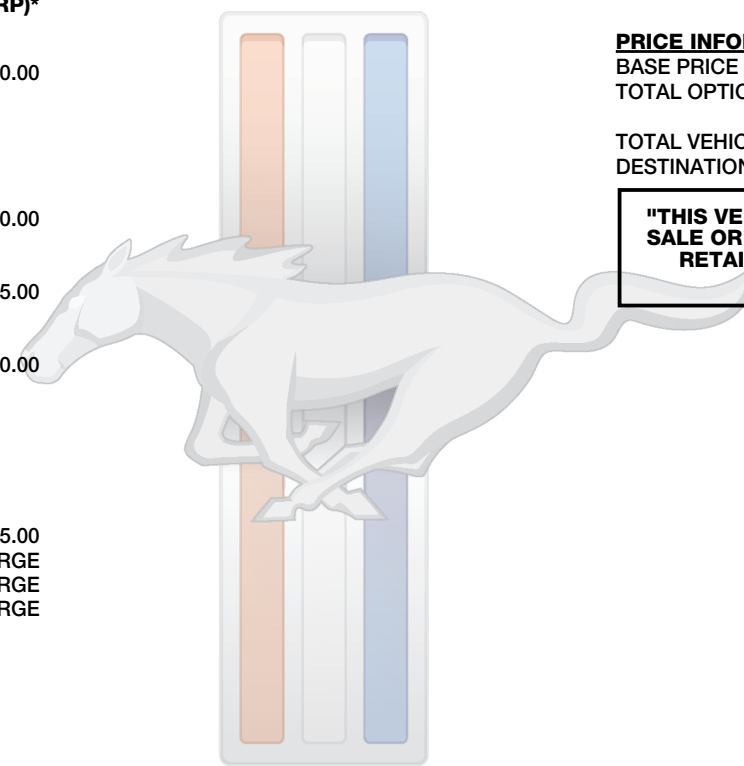 RP)*
0.00
0.00
5.00
0.00
5.00
RGE
RGE
RGE
PRICE INFO
BASE PRICE
TOTAL OPTIO
TOTAL VEHIC
DESTINATION
"THIS VE
SALE OR
RETAI